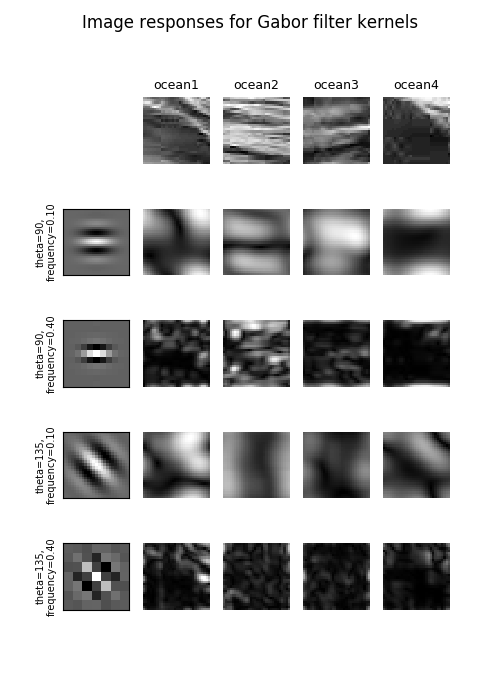 Image responses for Gabor filter kernels
ocean1 ocean2 ocean3 ocean4
theta=90,
frequency=0.10
theta=90,
frequency=0.40
theta=135,
frequency=0.10
theta=135,
frequency=0.40